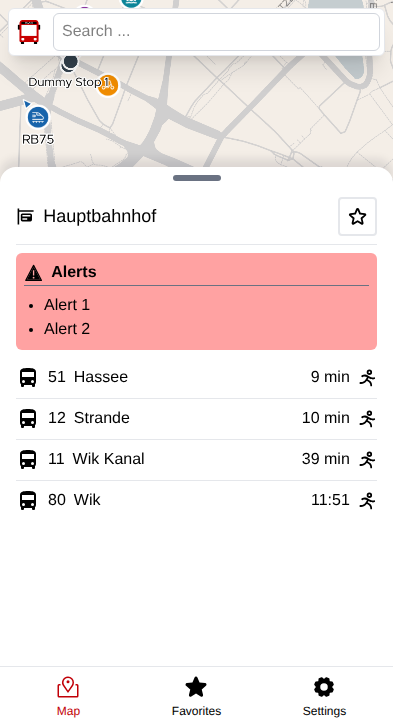 Search ...
Dummy Stop 1
RB75
Hauptbahnhof
Alerts
Alert 1
Alert 2
51 Hassee 9 min
12 Strande 10 min
11 Wik Kanal 39 min
80 Wik 11:51
Map Favorites Settings